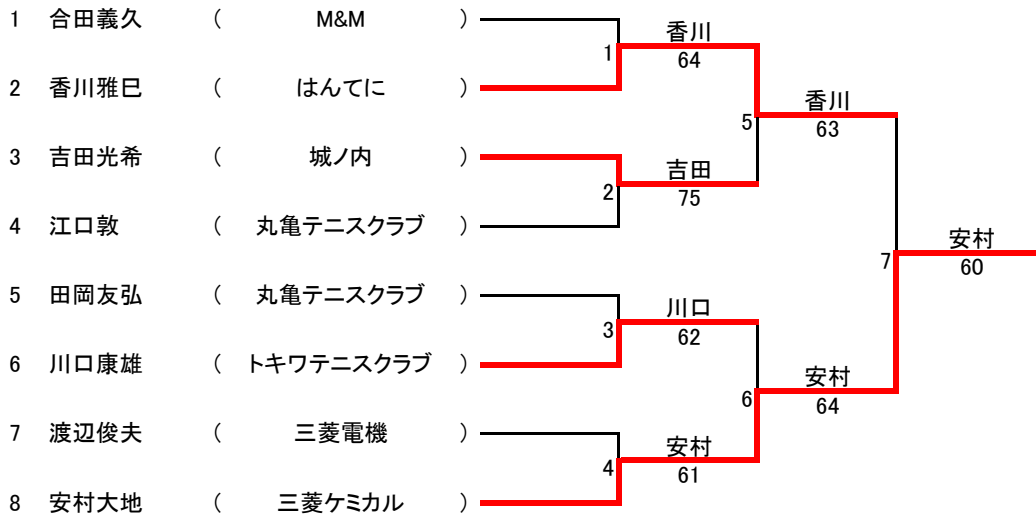 1 合田義久 ( M&M )
香川
1
64
2 香川雅巳 ( はんてに )
香川
5
63
3 吉田光希 ( 城ノ内 )
吉田
2
75
4 江口敦 ( 丸亀テニスクラブ )
安村
7
60
5 田岡友弘 ( 丸亀テニスクラブ )
川口
3
62
6 川口康雄 ( トキワテニスクラブ )
安村
6
64
7 渡辺俊夫 ( 三菱電機 )
安村
4
61
8 安村大地 ( 三菱ケミカル )